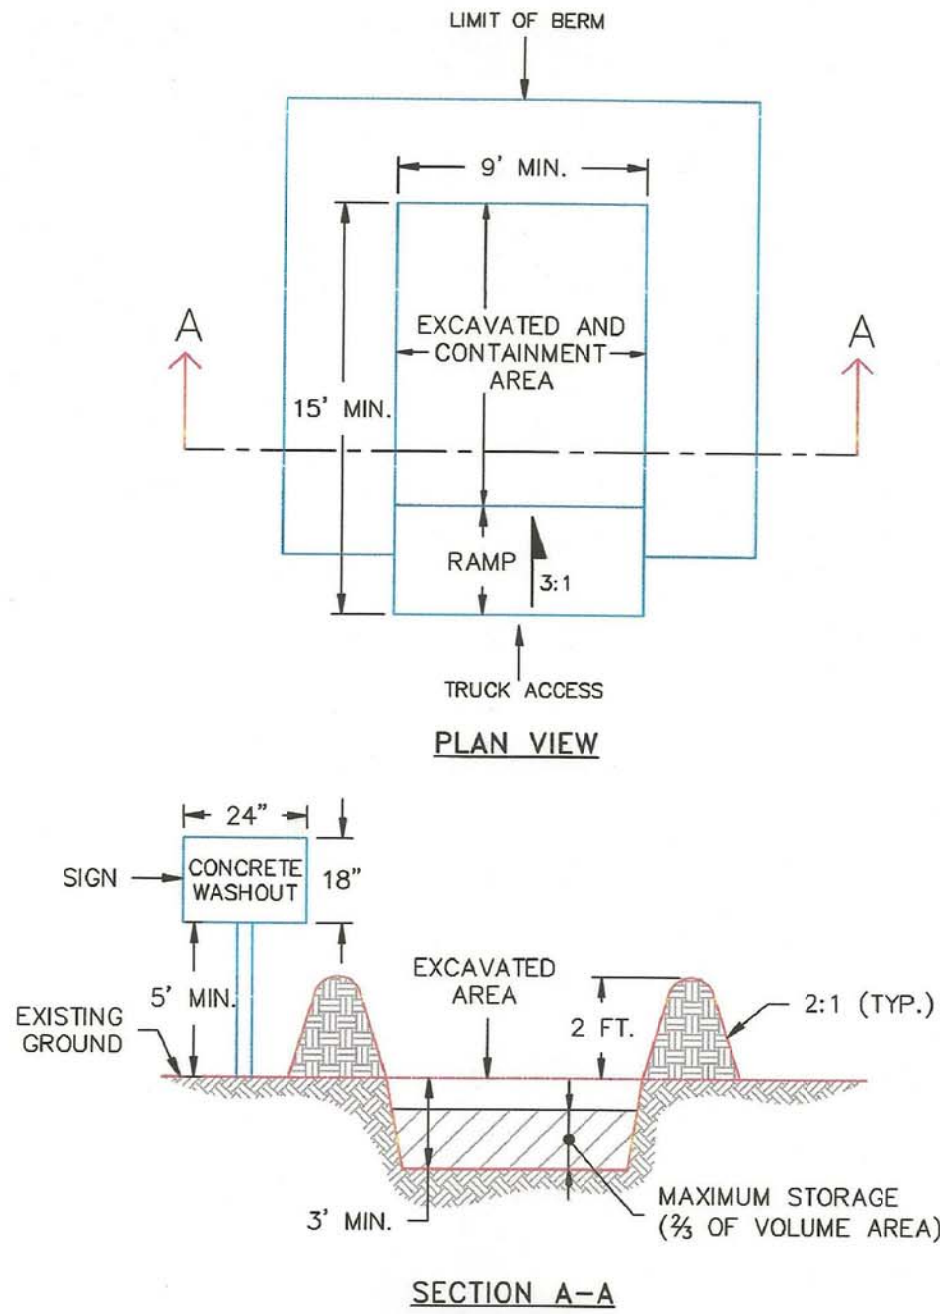 LIMIT OF BERM
9' MIN.
A
A
EXCAVATED AND
CONTAINMENT
AREA
15' MIN.
RAMP
3:1
TRUCK ACCESS
PLAN VIEW
24"
SIGN
CONCRETE
WASHOUT
18"
5' MIN.
EXCAVATED
AREA
2 FT.
2:1 (TYP.)
EXISTING
GROUND
3' MIN.
MAXIMUM STORAGE
(⅔ OF VOLUME AREA)
SECTION A-A